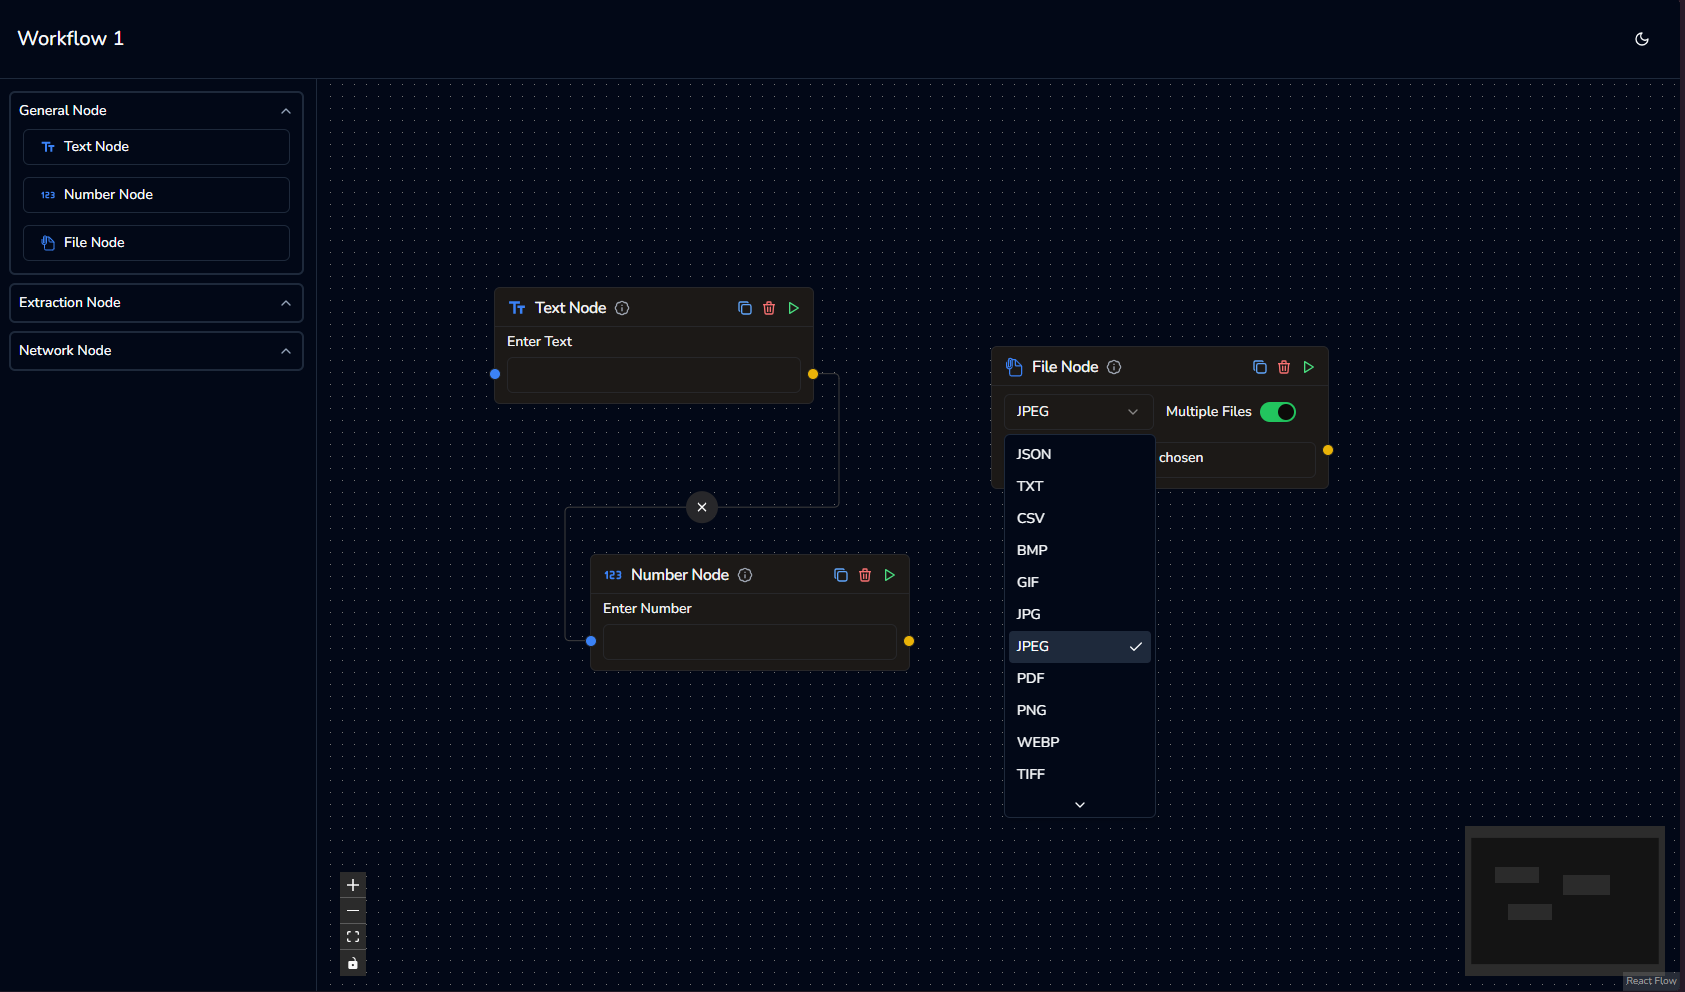 Workflow 1
General Node
Text Node
123 Number Node
File Node
Extraction Node
Network Node
Tт Text Node
Enter Text
123 Number Node
Enter Number
File Node
JPEG
Multiple Files
chosen
JSON
TXT
CSV
BMP
GIF
JPG
JPEG
PDF
PNG
WEBP
TIFF
React Flow